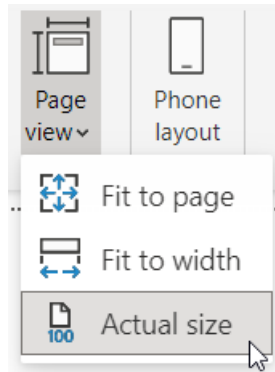 Page
view
Phone
layout
Fit to page
Fit to width
100
Actual size